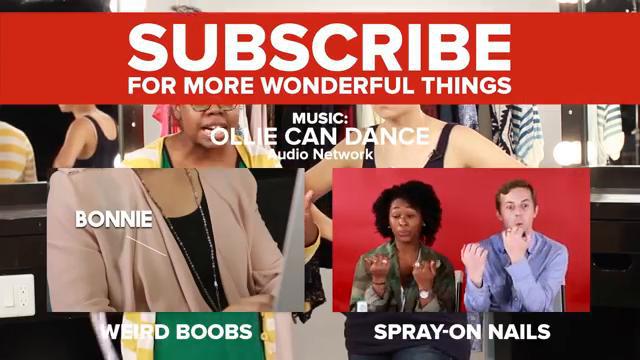 SUBSCRIBE
FOR MORE WONDERFUL THINGS
MUSIC:
OLLIE CAN DANCE
Audio Network
BONNIE
WEIRD BOOBS
SPRAY-ON NAILS